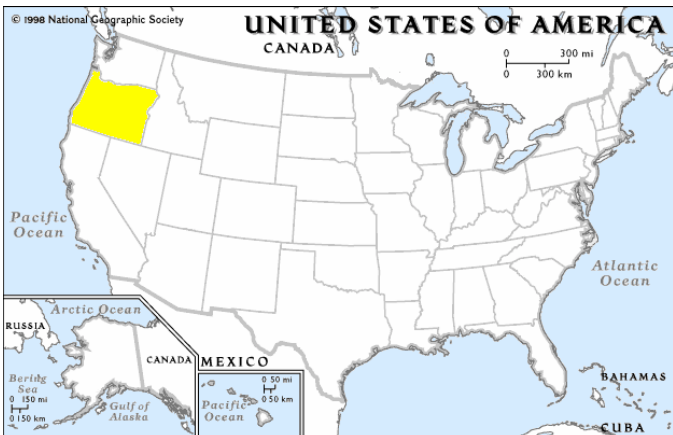 © 1998 National Geographic Society
UNITED STATES OF AMERICA
CANADA
0 300 mi
0 300 km
Pacific
Ocean
Atlantic
Ocean
Arctic Ocean
RUSSIA
CANADA
MEXICO
Bering
Sea
0 150 mi
0 150 km
Gulf of
Alaska
0 50 mi
0 50 km
Pacific
Ocean
BAHAMAS
CUBA